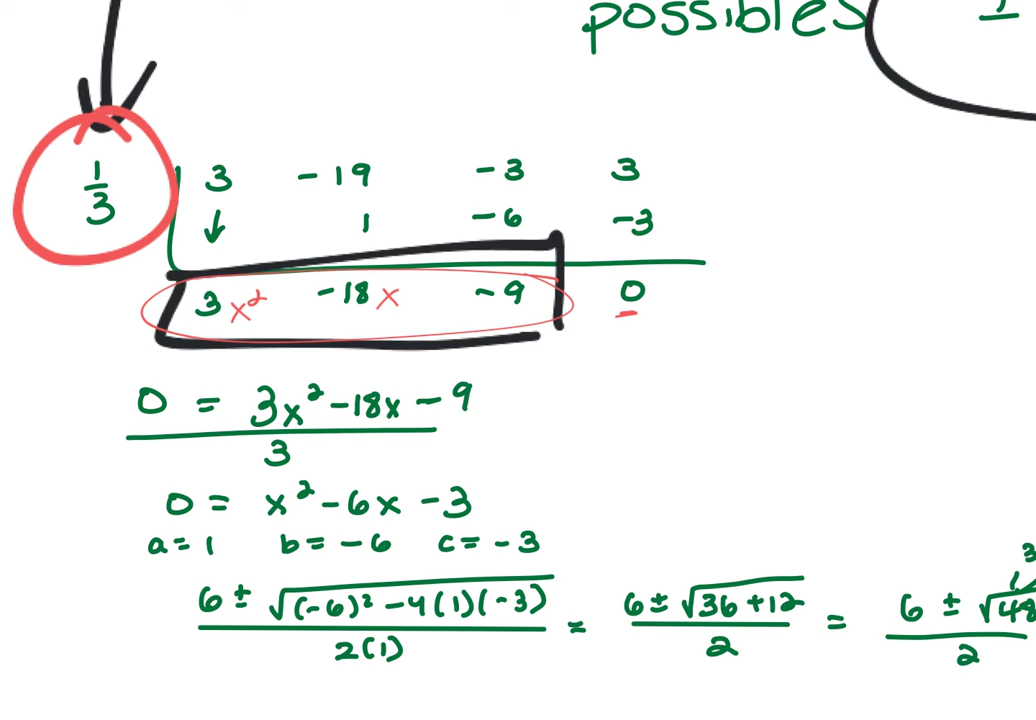 possibles
1/3 3 -19 -3 3
↓ 1 -6 -3
3x² -18x -9 0
0 = 3x² -18x -9
3
0 = x² -6x -3
a = 1 b = -6 c = -3
6 ± √(-6)² -4(1)(-3) / 2(1) = 6 ± √36 +12 / 2 = 6 ± √48 / 2